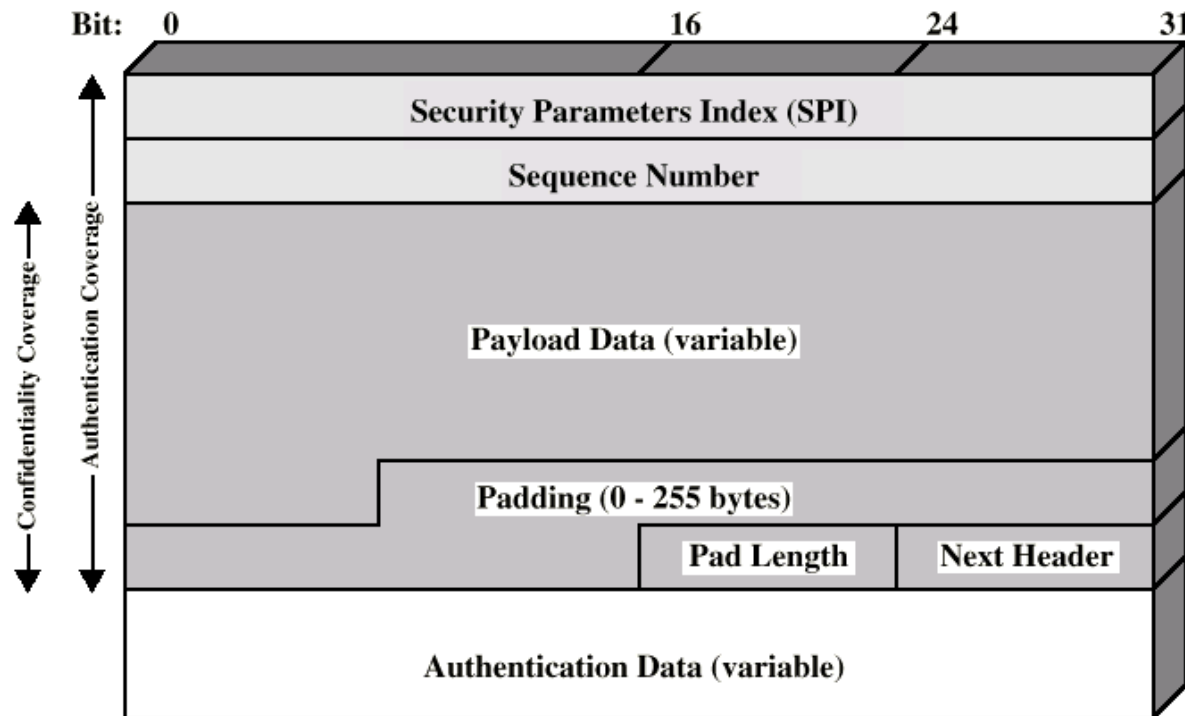 Bit: 0 16 24 31
Security Parameters Index (SPI)
Sequence Number
Payload Data (variable)
Padding (0 - 255 bytes)
Pad Length Next Header
Authentication Data (variable)
Confidentiality Coverage
Authentication Coverage